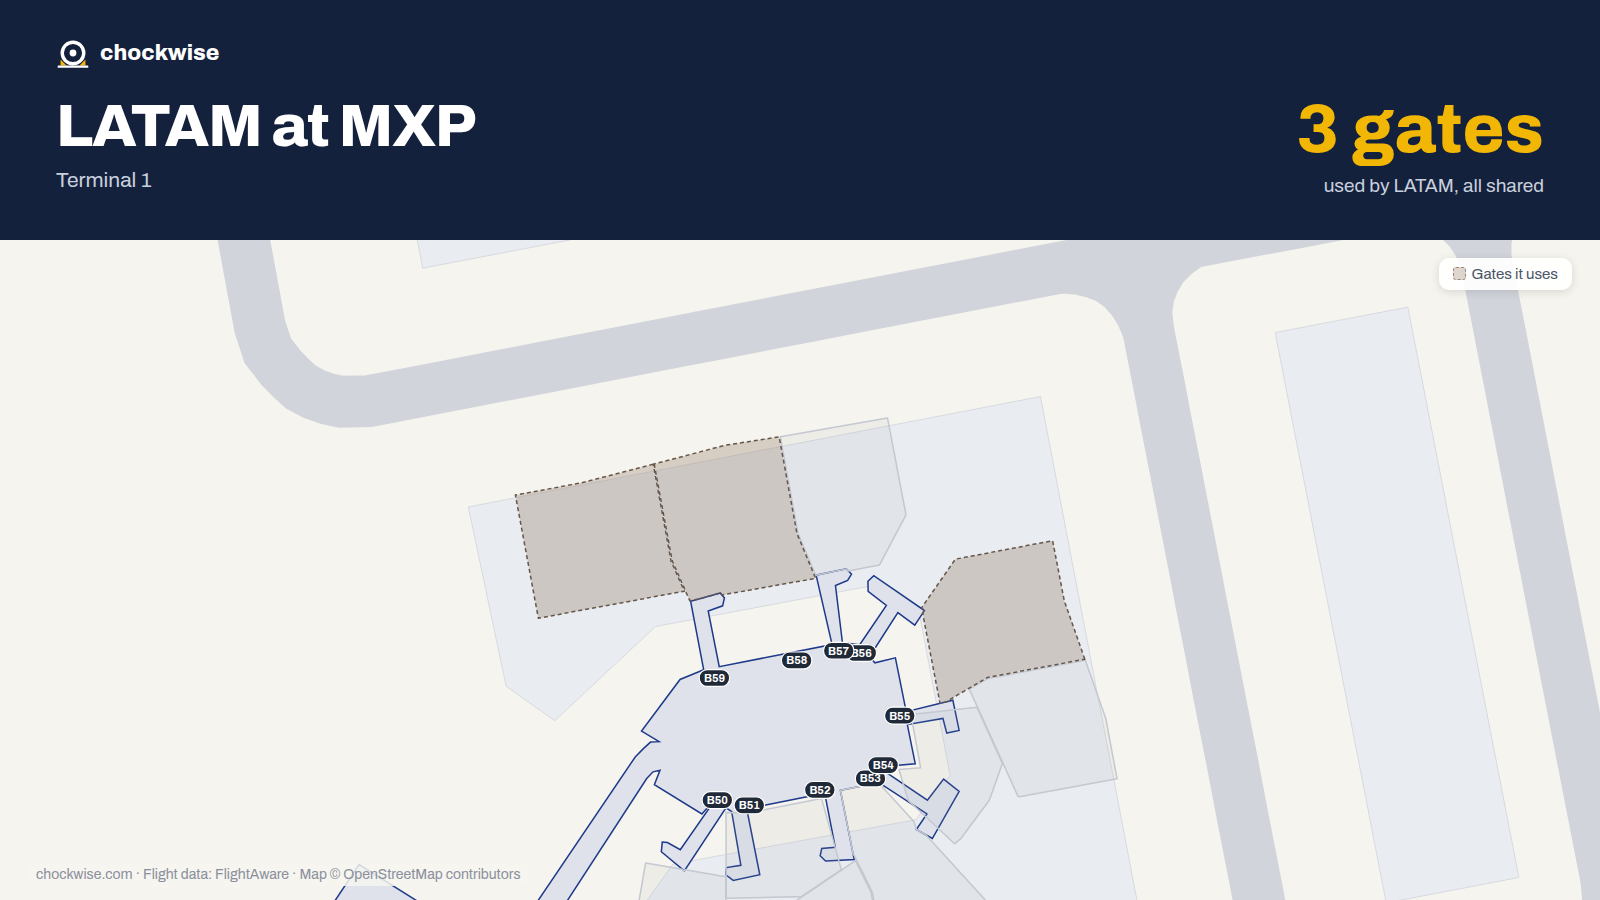 chockwise
LATAM at MXP
Terminal 1
3 gates
used by LATAM, all shared
Gates it uses
B57
B56
B58
B59
B55
B54
B53
B52
B50
B51
chockwise.com · Flight data: FlightAware · Map © OpenStreetMap contributors